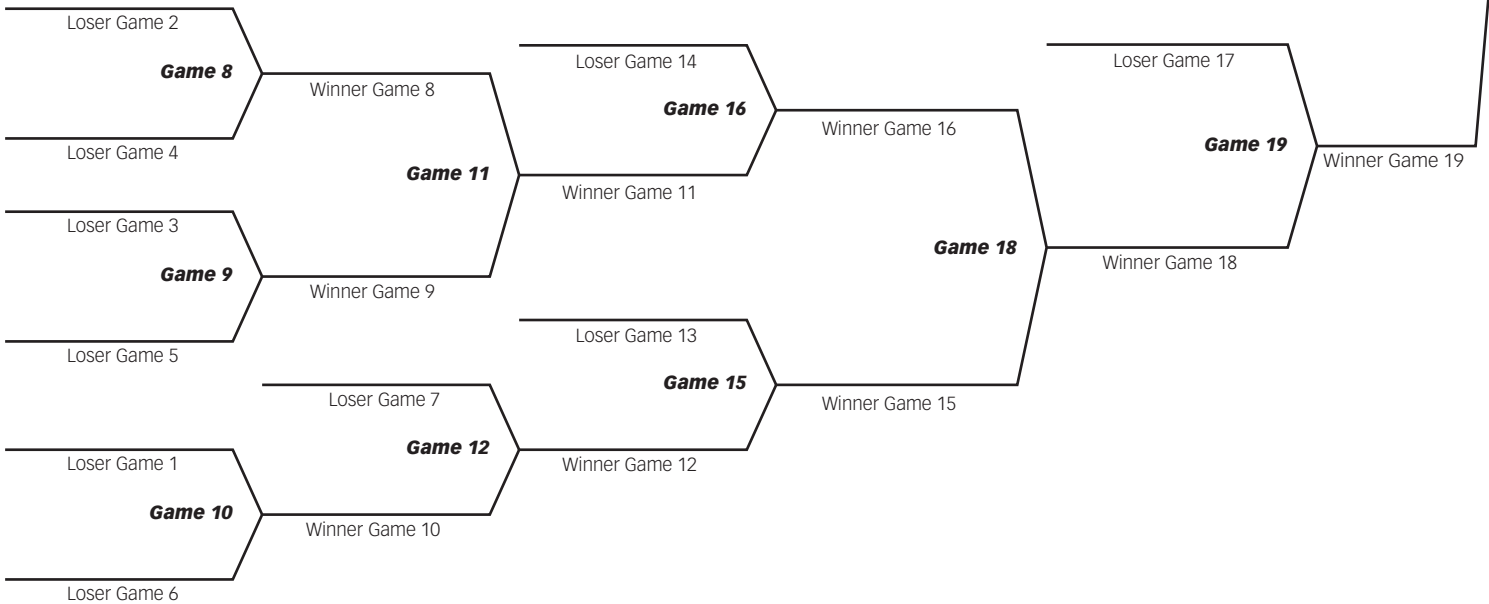 Loser Game 2
Game 8
Loser Game 4
Winner Game 8
Game 11
Loser Game 3
Game 9
Loser Game 5
Winner Game 9
Loser Game 14
Game 16
Winner Game 11
Winner Game 16
Loser Game 17
Game 19
Winner Game 19
Game 18
Winner Game 18
Loser Game 13
Game 15
Winner Game 15
Loser Game 7
Game 12
Winner Game 12
Loser Game 1
Game 10
Winner Game 10
Loser Game 6